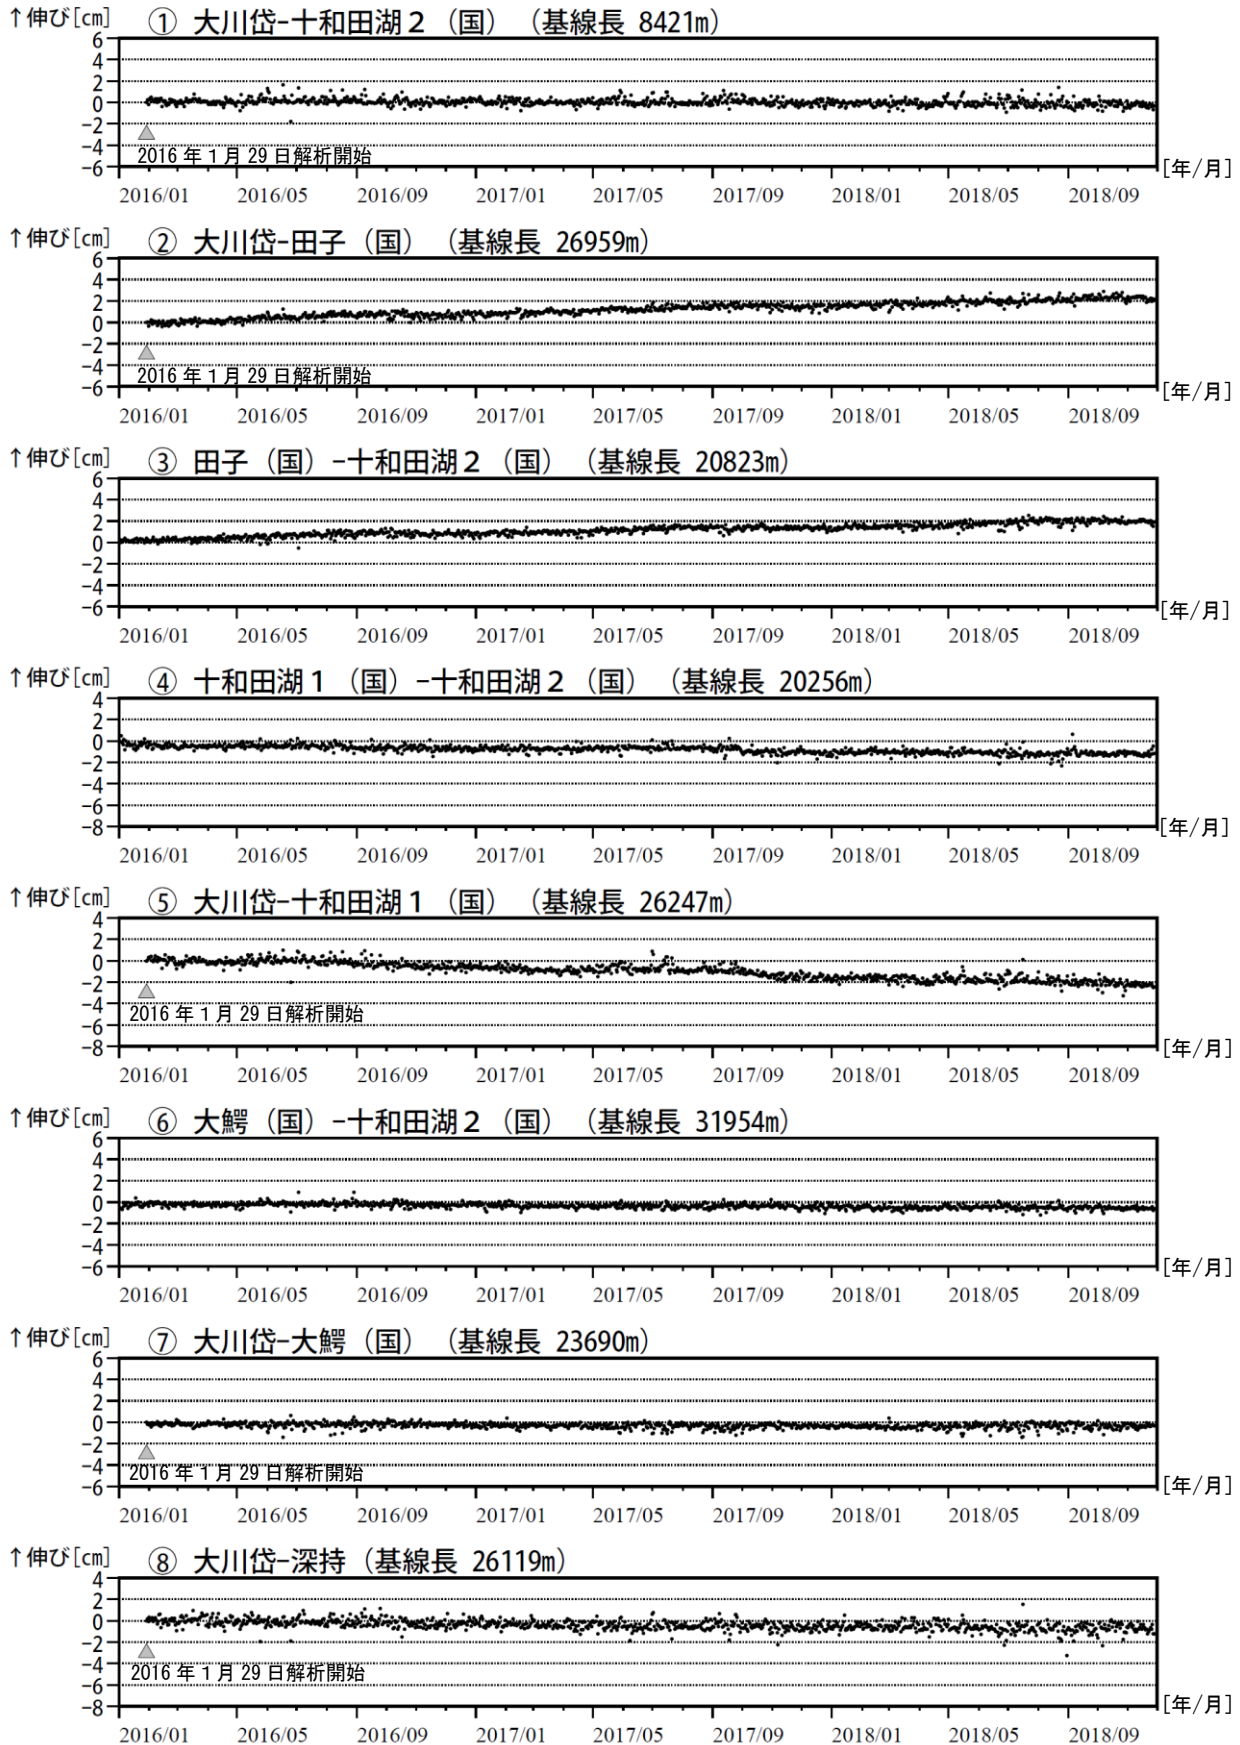 ↑伸び[cm] ① 大川岱-十和田湖２（国）（基線長 8421m）
6
4
2
0
-2
-4
-6
2016年1月29日解析開始
[年/月]
2016/01 2016/05 2016/09 2017/01 2017/05 2017/09 2018/01 2018/05 2018/09
↑伸び[cm] ② 大川岱-田子（国）（基線長 26959m）
6
4
2
0
-2
-4
-6
2016年1月29日解析開始
[年/月]
2016/01 2016/05 2016/09 2017/01 2017/05 2017/09 2018/01 2018/05 2018/09
↑伸び[cm] ③ 田子（国）-十和田湖２（国）（基線長 20823m）
6
4
2
0
-2
-4
-6
[年/月]
2016/01 2016/05 2016/09 2017/01 2017/05 2017/09 2018/01 2018/05 2018/09
↑伸び[cm] ④ 十和田湖１（国）-十和田湖２（国）（基線長 20256m）
4
2
0
-2
-4
-6
-8
[年/月]
2016/01 2016/05 2016/09 2017/01 2017/05 2017/09 2018/01 2018/05 2018/09
↑伸び[cm] ⑤ 大川岱-十和田湖１（国）（基線長 26247m）
4
2
0
-2
-4
-6
-8
2016年1月29日解析開始
[年/月]
2016/01 2016/05 2016/09 2017/01 2017/05 2017/09 2018/01 2018/05 2018/09
↑伸び[cm] ⑥ 大鰐（国）-十和田湖２（国）（基線長 31954m）
6
4
2
0
-2
-4
-6
[年/月]
2016/01 2016/05 2016/09 2017/01 2017/05 2017/09 2018/01 2018/05 2018/09
↑伸び[cm] ⑦ 大川岱-大鰐（国）（基線長 23690m）
6
4
2
0
-2
-4
-6
2016年1月29日解析開始
[年/月]
2016/01 2016/05 2016/09 2017/01 2017/05 2017/09 2018/01 2018/05 2018/09
↑伸び[cm] ⑧ 大川岱-深持（基線長 26119m）
4
2
0
-2
-4
-6
-8
2016年1月29日解析開始
[年/月]
2016/01 2016/05 2016/09 2017/01 2017/05 2017/09 2018/01 2018/05 2018/09